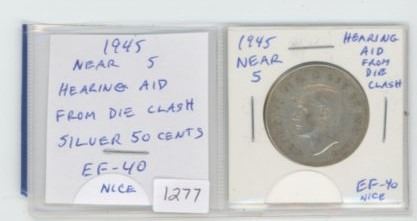 1945
NEAR 5
HEARING AID
FROM DIE CLASH
SILVER 50 CENTS
EF-40
NICE
1277
1945
NEAR
5
HEARING
AID
FROM
DIE
CLASH
EF-40
NICE